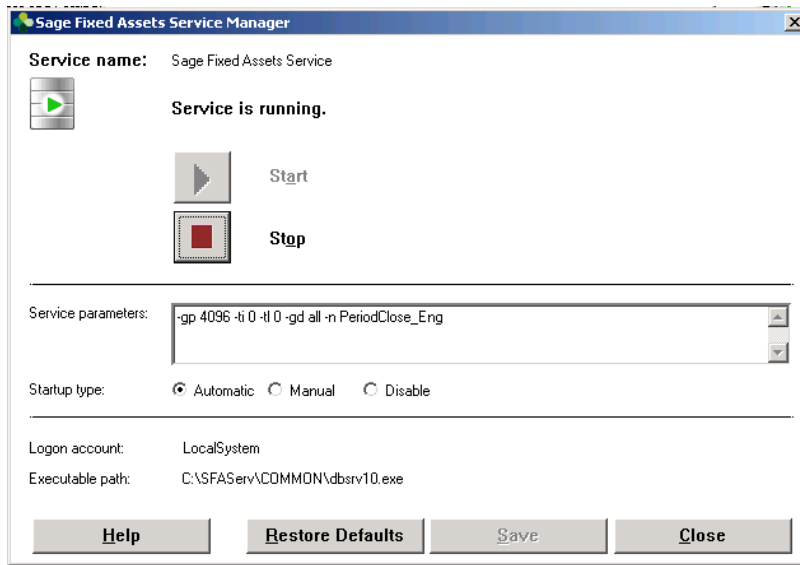 Sage Fixed Assets Service Manager
Service name: Sage Fixed Assets Service
Service is running.
Start
Stop
Service parameters: -gp 4096 -ti 0 -tl 0 -gd all -n PeriodClose_Eng
Startup type: Automatic Manual Disable
Logon account: LocalSystem
Executable path: C:\SFAServ\COMMON\dbsrv10.exe
Help Restore Defaults Save Close